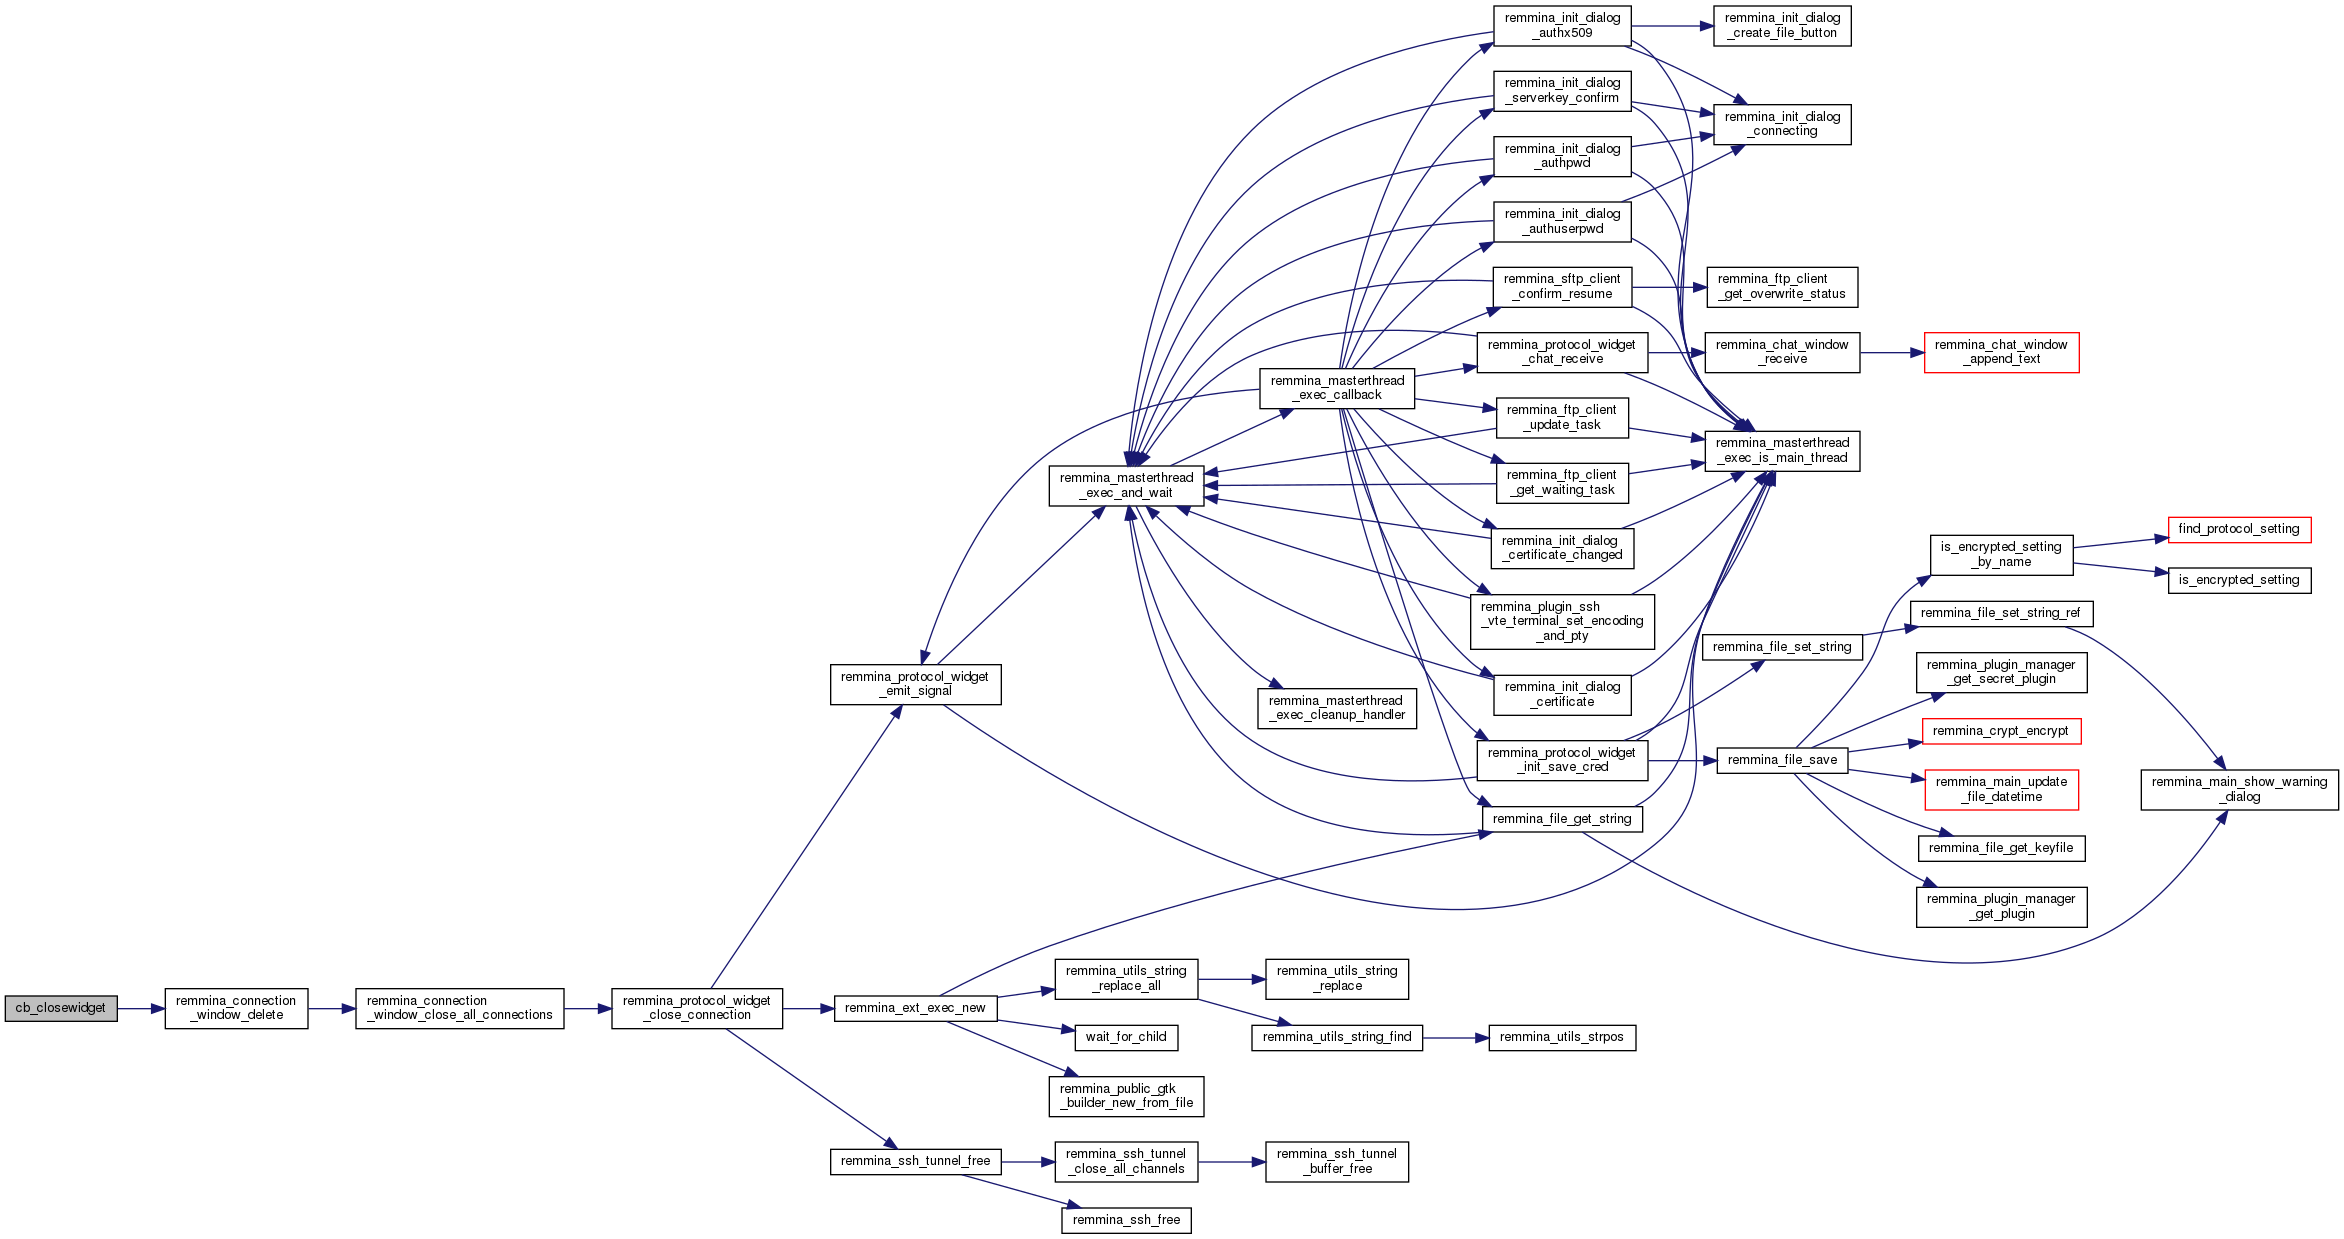 remmina_init_dialog
_authx509
remmina_init_dialog
_create_file_button
remmina_init_dialog
_serverkey_confirm
remmina_init_dialog
_connecting
remmina_init_dialog
_authpwd
remmina_init_dialog
_authuserpwd
remmina_sftp_client
_confirm_resume
remmina_ftp_client
_get_overwrite_status
remmina_protocol_widget
_chat_receive
remmina_chat_window
_receive
remmina_chat_window
_append_text
remmina_masterthread
_exec_callback
remmina_ftp_client
_update_task
remmina_masterthread
_exec_is_main_thread
remmina_masterthread
_exec_and_wait
remmina_ftp_client
_get_waiting_task
remmina_init_dialog
_certificate_changed
is_encrypted_setting
_by_name
find_protocol_setting
is_encrypted_setting
remmina_plugin_ssh
_vte_terminal_set_encoding
_and_pty
remmina_file_set_string
remmina_file_set_string_ref
remmina_protocol_widget
_emit_signal
remmina_masterthread
_exec_cleanup_handler
remmina_init_dialog
_certificate
remmina_plugin_manager
_get_secret_plugin
remmina_crypt_encrypt
remmina_protocol_widget
_init_save_cred
remmina_file_save
remmina_main_update
_file_datetime
remmina_main_show_warning
_dialog
remmina_file_get_string
remmina_file_get_keyfile
remmina_plugin_manager
_get_plugin
cb_closewidget
remmina_connection
_window_delete
remmina_connection
_window_close_all_connections
remmina_protocol_widget
_close_connection
remmina_ext_exec_new
remmina_utils_string
_replace_all
remmina_utils_string
_replace
wait_for_child
remmina_utils_string_find
remmina_utils_strpos
remmina_public_gtk
_builder_new_from_file
remmina_ssh_tunnel_free
remmina_ssh_tunnel
_close_all_channels
remmina_ssh_tunnel
_buffer_free
remmina_ssh_free